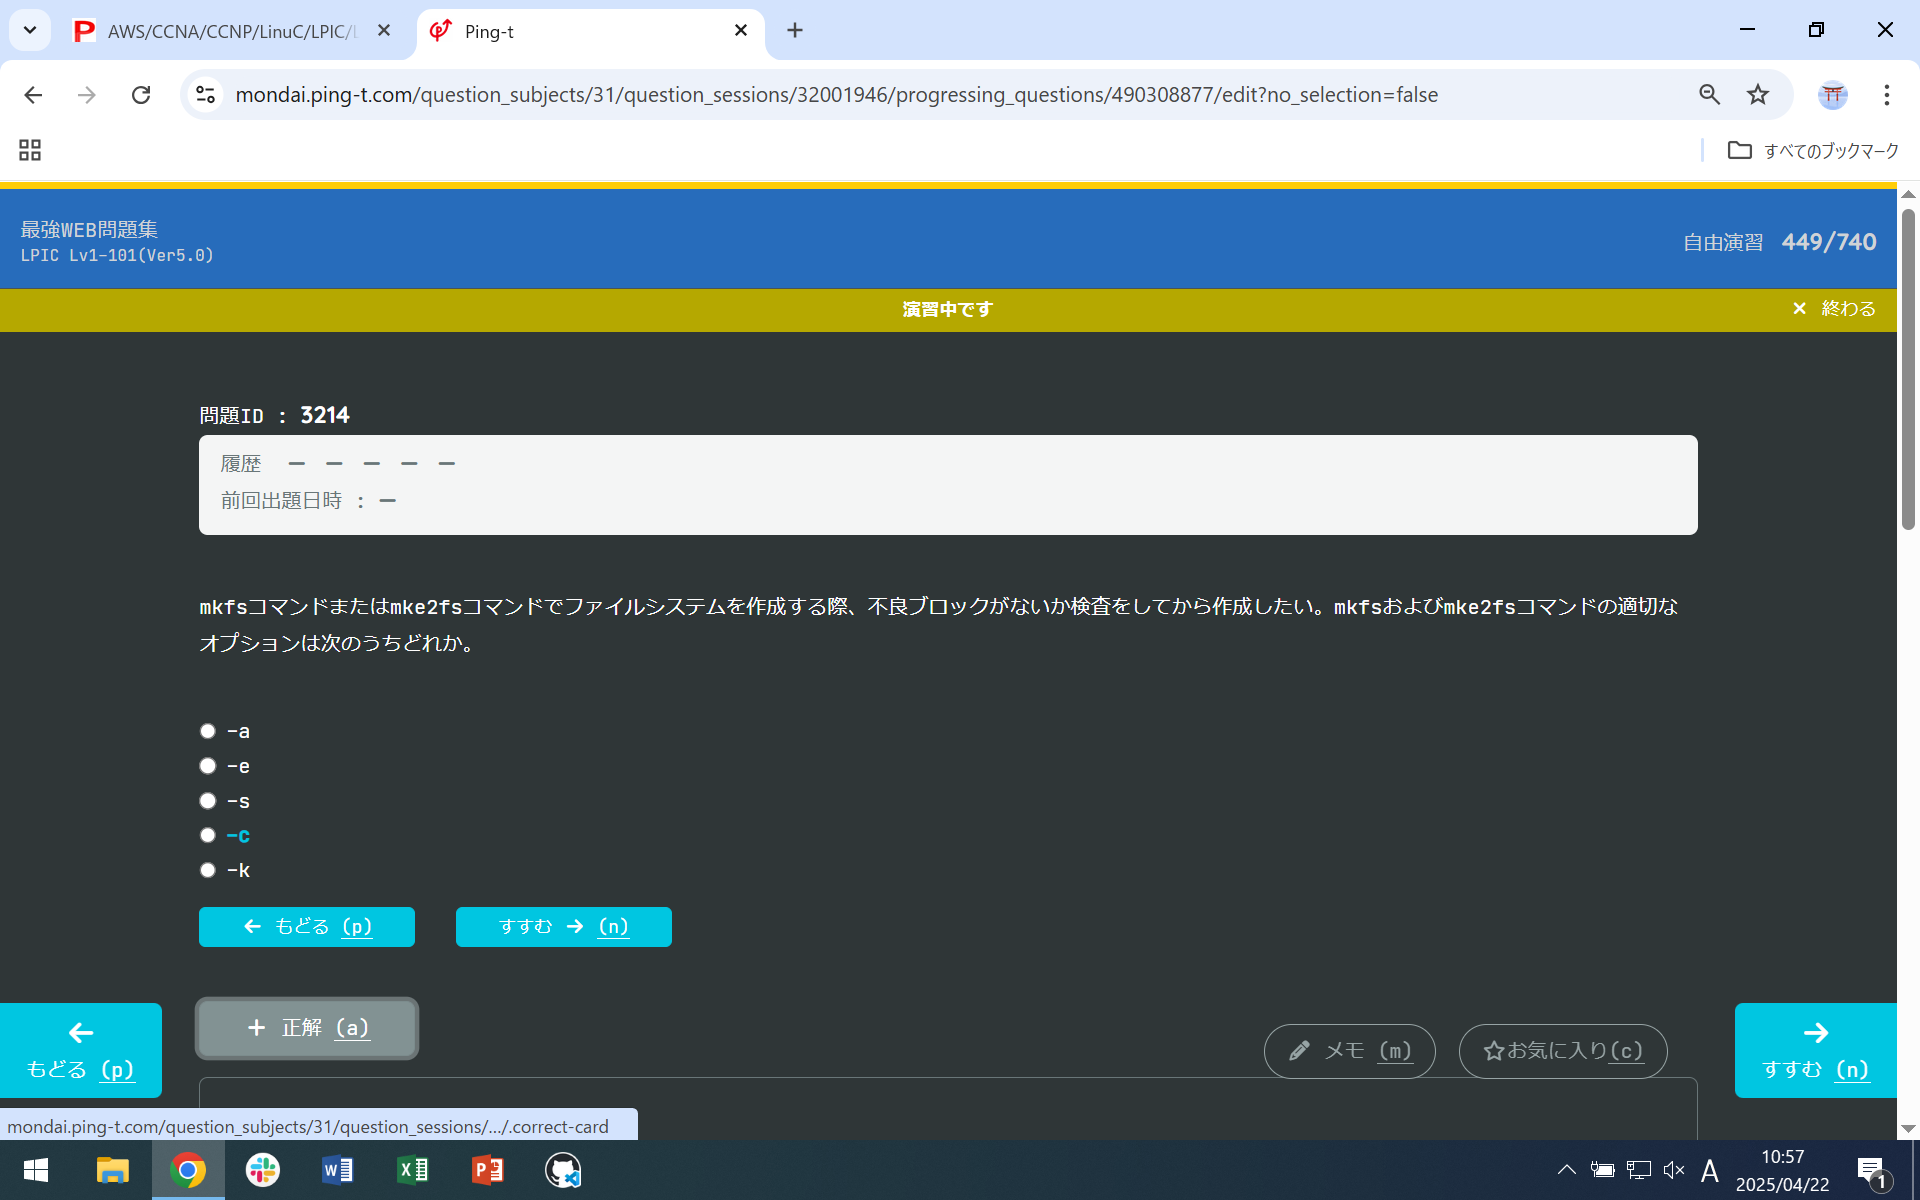 AWS/CCNA/CCNP/LinuC/LPIC/
Ping-t
mondai.ping-t.com/question_subjects/31/question_sessions/32001946/progressing_questions/490308877/edit?no_selection=false
すべてのブックマーク
最強WEB問題集
LPIC Lv1-101(Ver5.0)
自由演習 449/740
演習中です
× 終わる
問題ID : 3214
履歴 ー ー ー ー ー
前回出題日時 : ー
mkfsコマンドまたはmke2fsコマンドでファイルシステムを作成する際、不良ブロックがないか検査をしてから作成したい。mkfsおよびmke2fsコマンドの適切な
オプションは次のうちどれか。
-a
-e
-s
-c
-k
← もどる (p)
すすむ → (n)
+ 正解 (a)
メモ (m)
お気に入り(c)
← もどる (p)
→ すすむ (n)
mondai.ping-t.com/question_subjects/31/question_sessions/.../.correct-card
A
10:57
2025/04/22
1